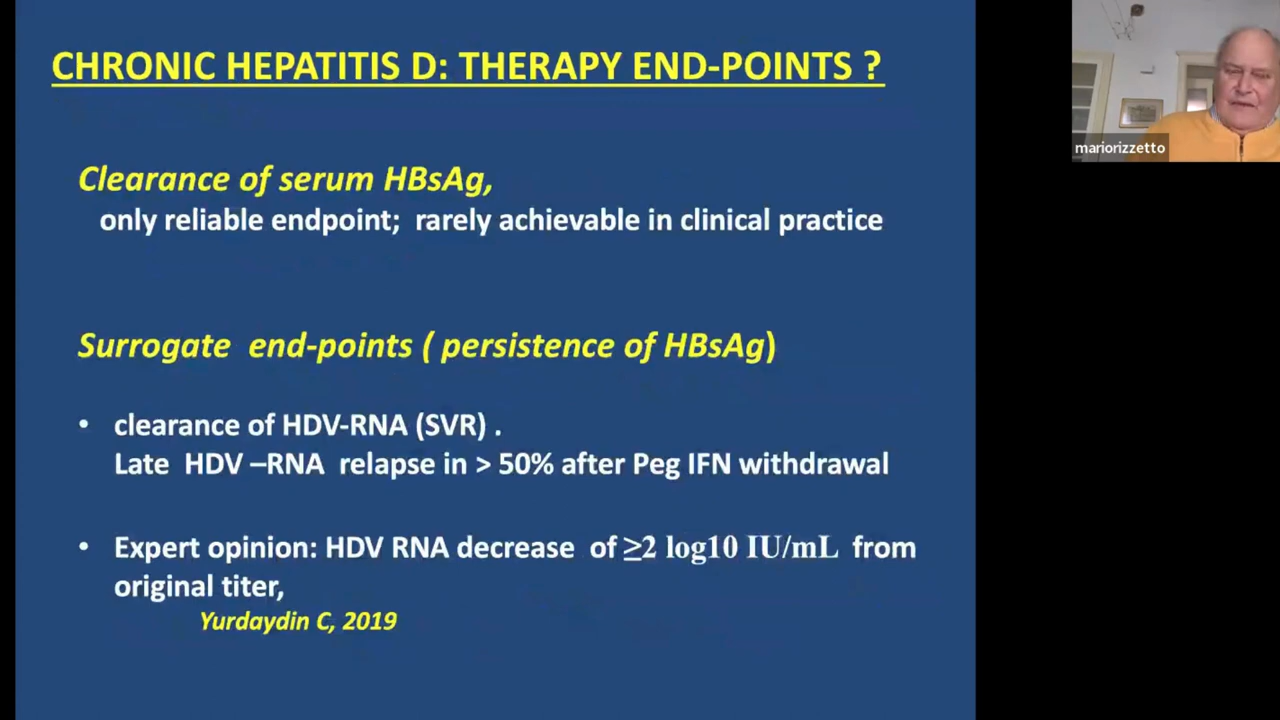 CHRONIC HEPATITIS D: THERAPY END-POINTS ?
mariorizzetto
Clearance of serum HBsAg,
only reliable endpoint; rarely achievable in clinical practice
Surrogate end-points ( persistence of HBsAg)
• clearance of HDV-RNA (SVR) .
Late HDV –RNA relapse in > 50% after Peg IFN withdrawal
• Expert opinion: HDV RNA decrease of ≥2 log10 IU/mL from
original titer,
Yurdaydin C, 2019